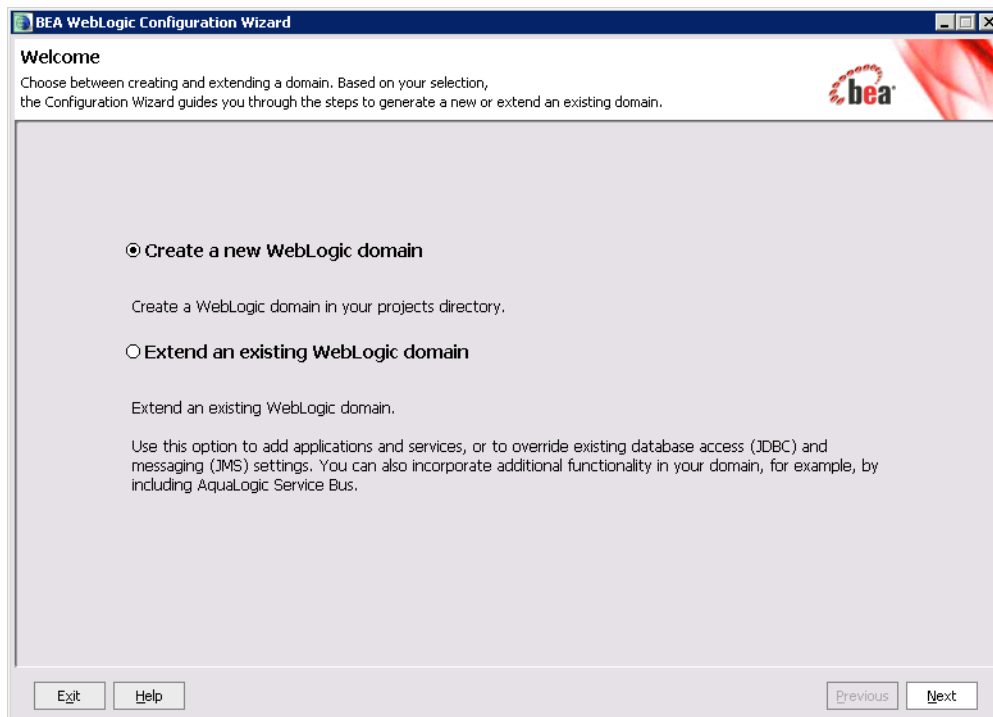 BEA WebLogic Configuration Wizard
Welcome
Choose between creating and extending a domain. Based on your selection,
the Configuration Wizard guides you through the steps to generate a new or extend an existing domain.
bea
Create a new WebLogic domain
Create a WebLogic domain in your projects directory.
Extend an existing WebLogic domain
Extend an existing WebLogic domain.
Use this option to add applications and services, or to override existing database access (JDBC) and
messaging (JMS) settings. You can also incorporate additional functionality in your domain, for example, by
including AquaLogic Service Bus.
Exit Help Previous Next